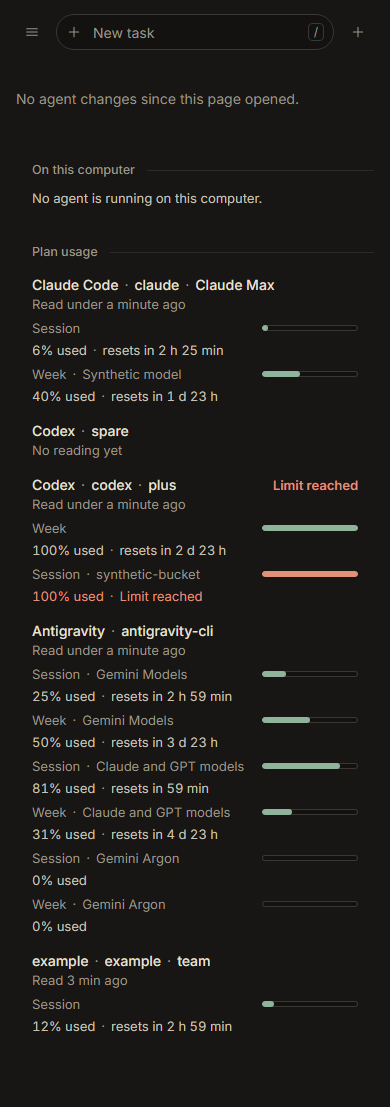 New task /
No agent changes since this page opened.
On this computer
No agent is running on this computer.
Plan usage
Claude Code · claude · Claude Max
Read under a minute ago
Session
6% used · resets in 2 h 25 min
Week · Synthetic model
40% used · resets in 1 d 23 h
Codex · spare
No reading yet
Codex · codex · plus Limit reached
Read under a minute ago
Week
100% used · resets in 2 d 23 h
Session · synthetic-bucket
100% used · Limit reached
Antigravity · antigravity-cli
Read under a minute ago
Session · Gemini Models
25% used · resets in 2 h 59 min
Week · Gemini Models
50% used · resets in 3 d 23 h
Session · Claude and GPT models
81% used · resets in 59 min
Week · Claude and GPT models
31% used · resets in 4 d 23 h
Session · Gemini Argon
0% used
Week · Gemini Argon
0% used
example · example · team
Read 3 min ago
Session
12% used · resets in 2 h 59 min